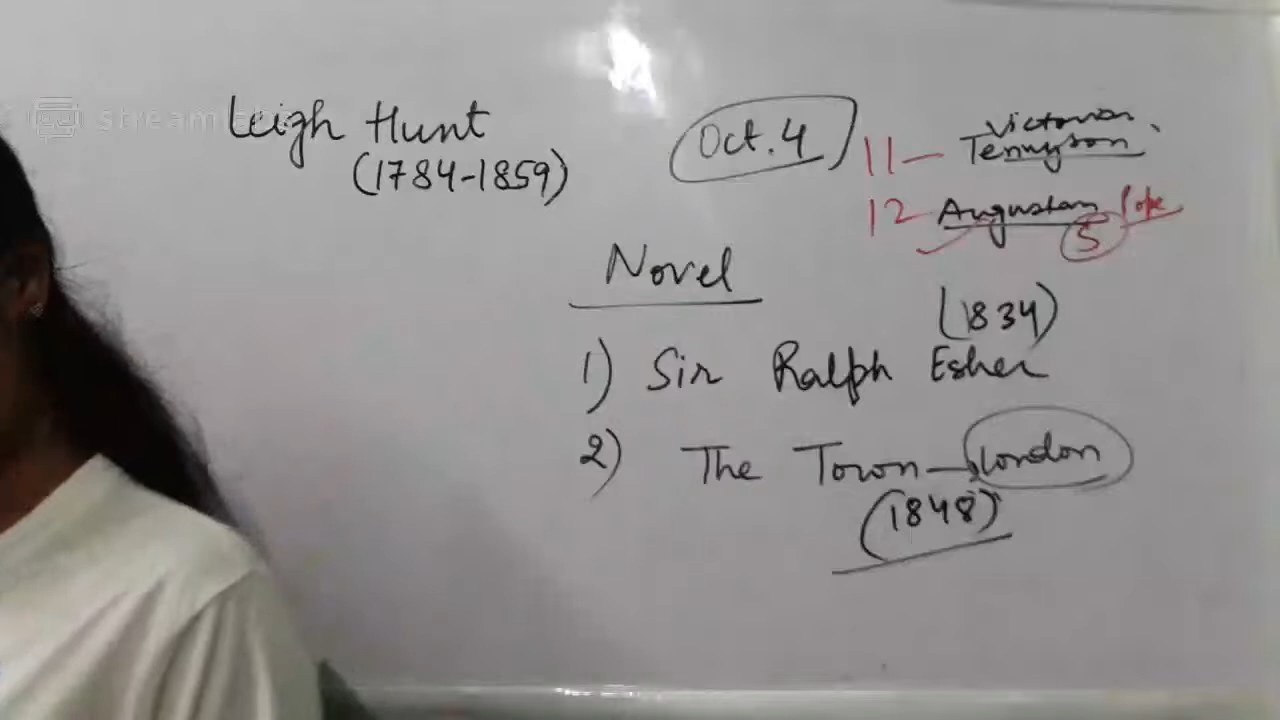 Leigh Hunt
(1784-1859)
Oct. 4
11- Victorian
Tennyson
12 Augustan Pope
5
Novel
(1834)
1) Sir Ralph Esher
2) The Town - London
(1848)
stream